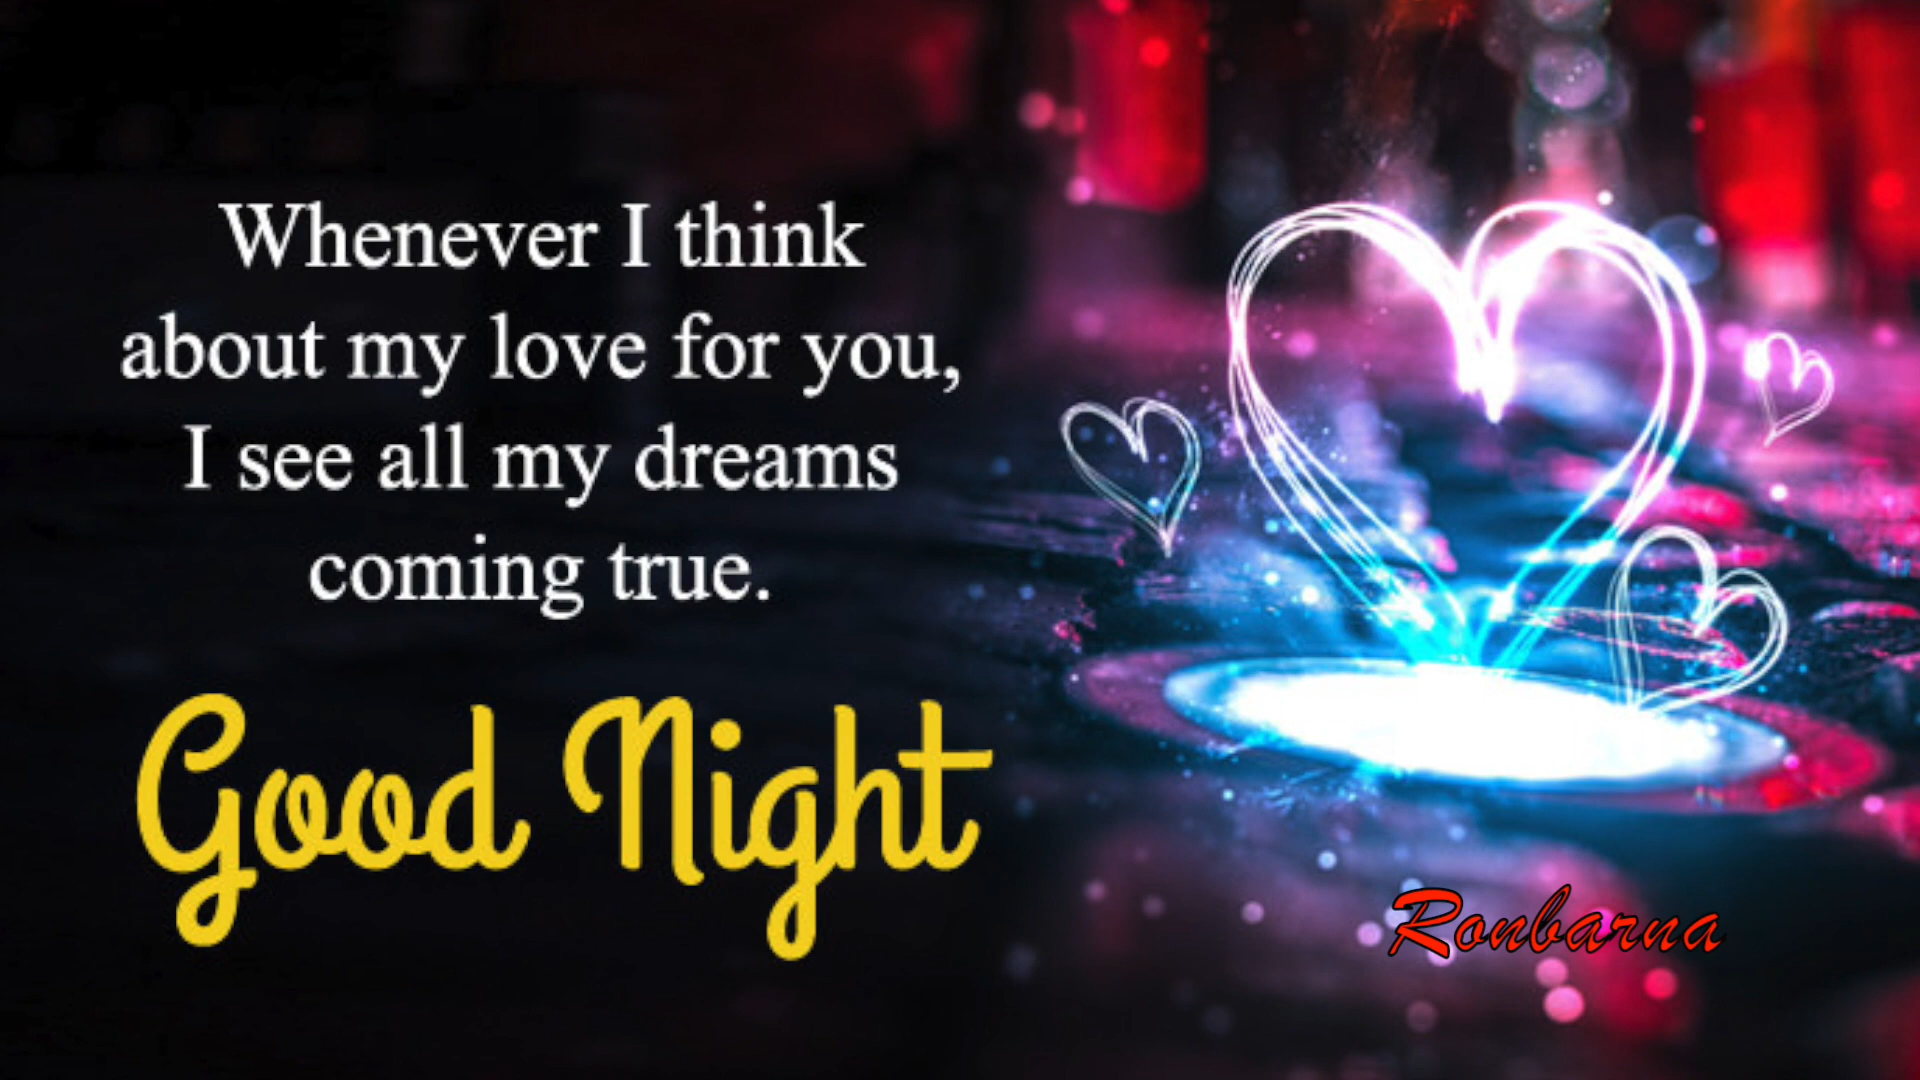 Whenever I think
about my love for you,
I see all my dreams
coming true.
Good Night
Ronbarna